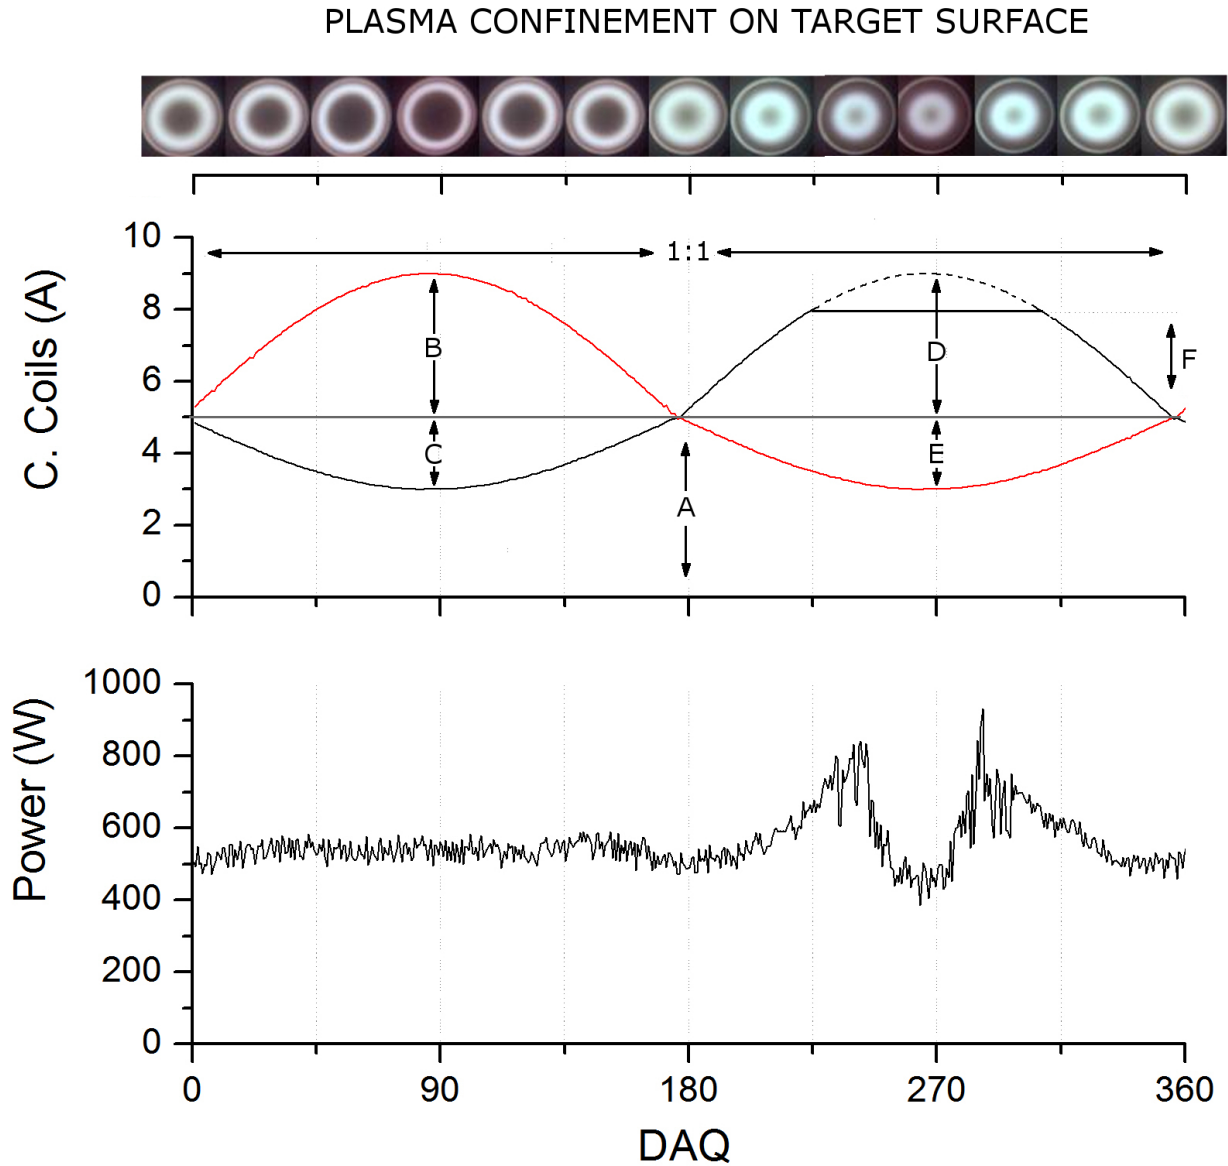 PLASMA CONFINEMENT ON TARGET SURFACE
C. Coils (A)
10
8
6
4
2
0
1:1
B
C
A
D
E
F
Power (W)
1000
800
600
400
200
0
0 90 180 270 360
DAQ